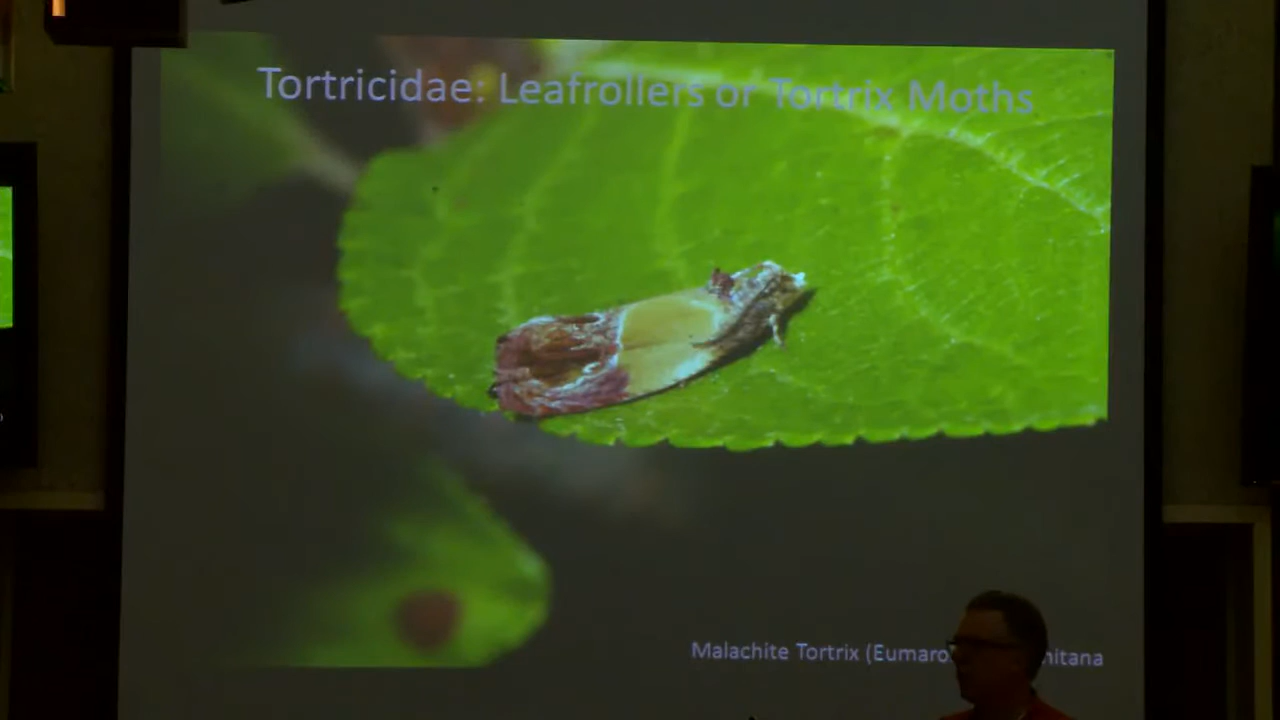 Tortricidae: Leafrollers or Tortrix Moths
Malachite Tortrix (Eumaro